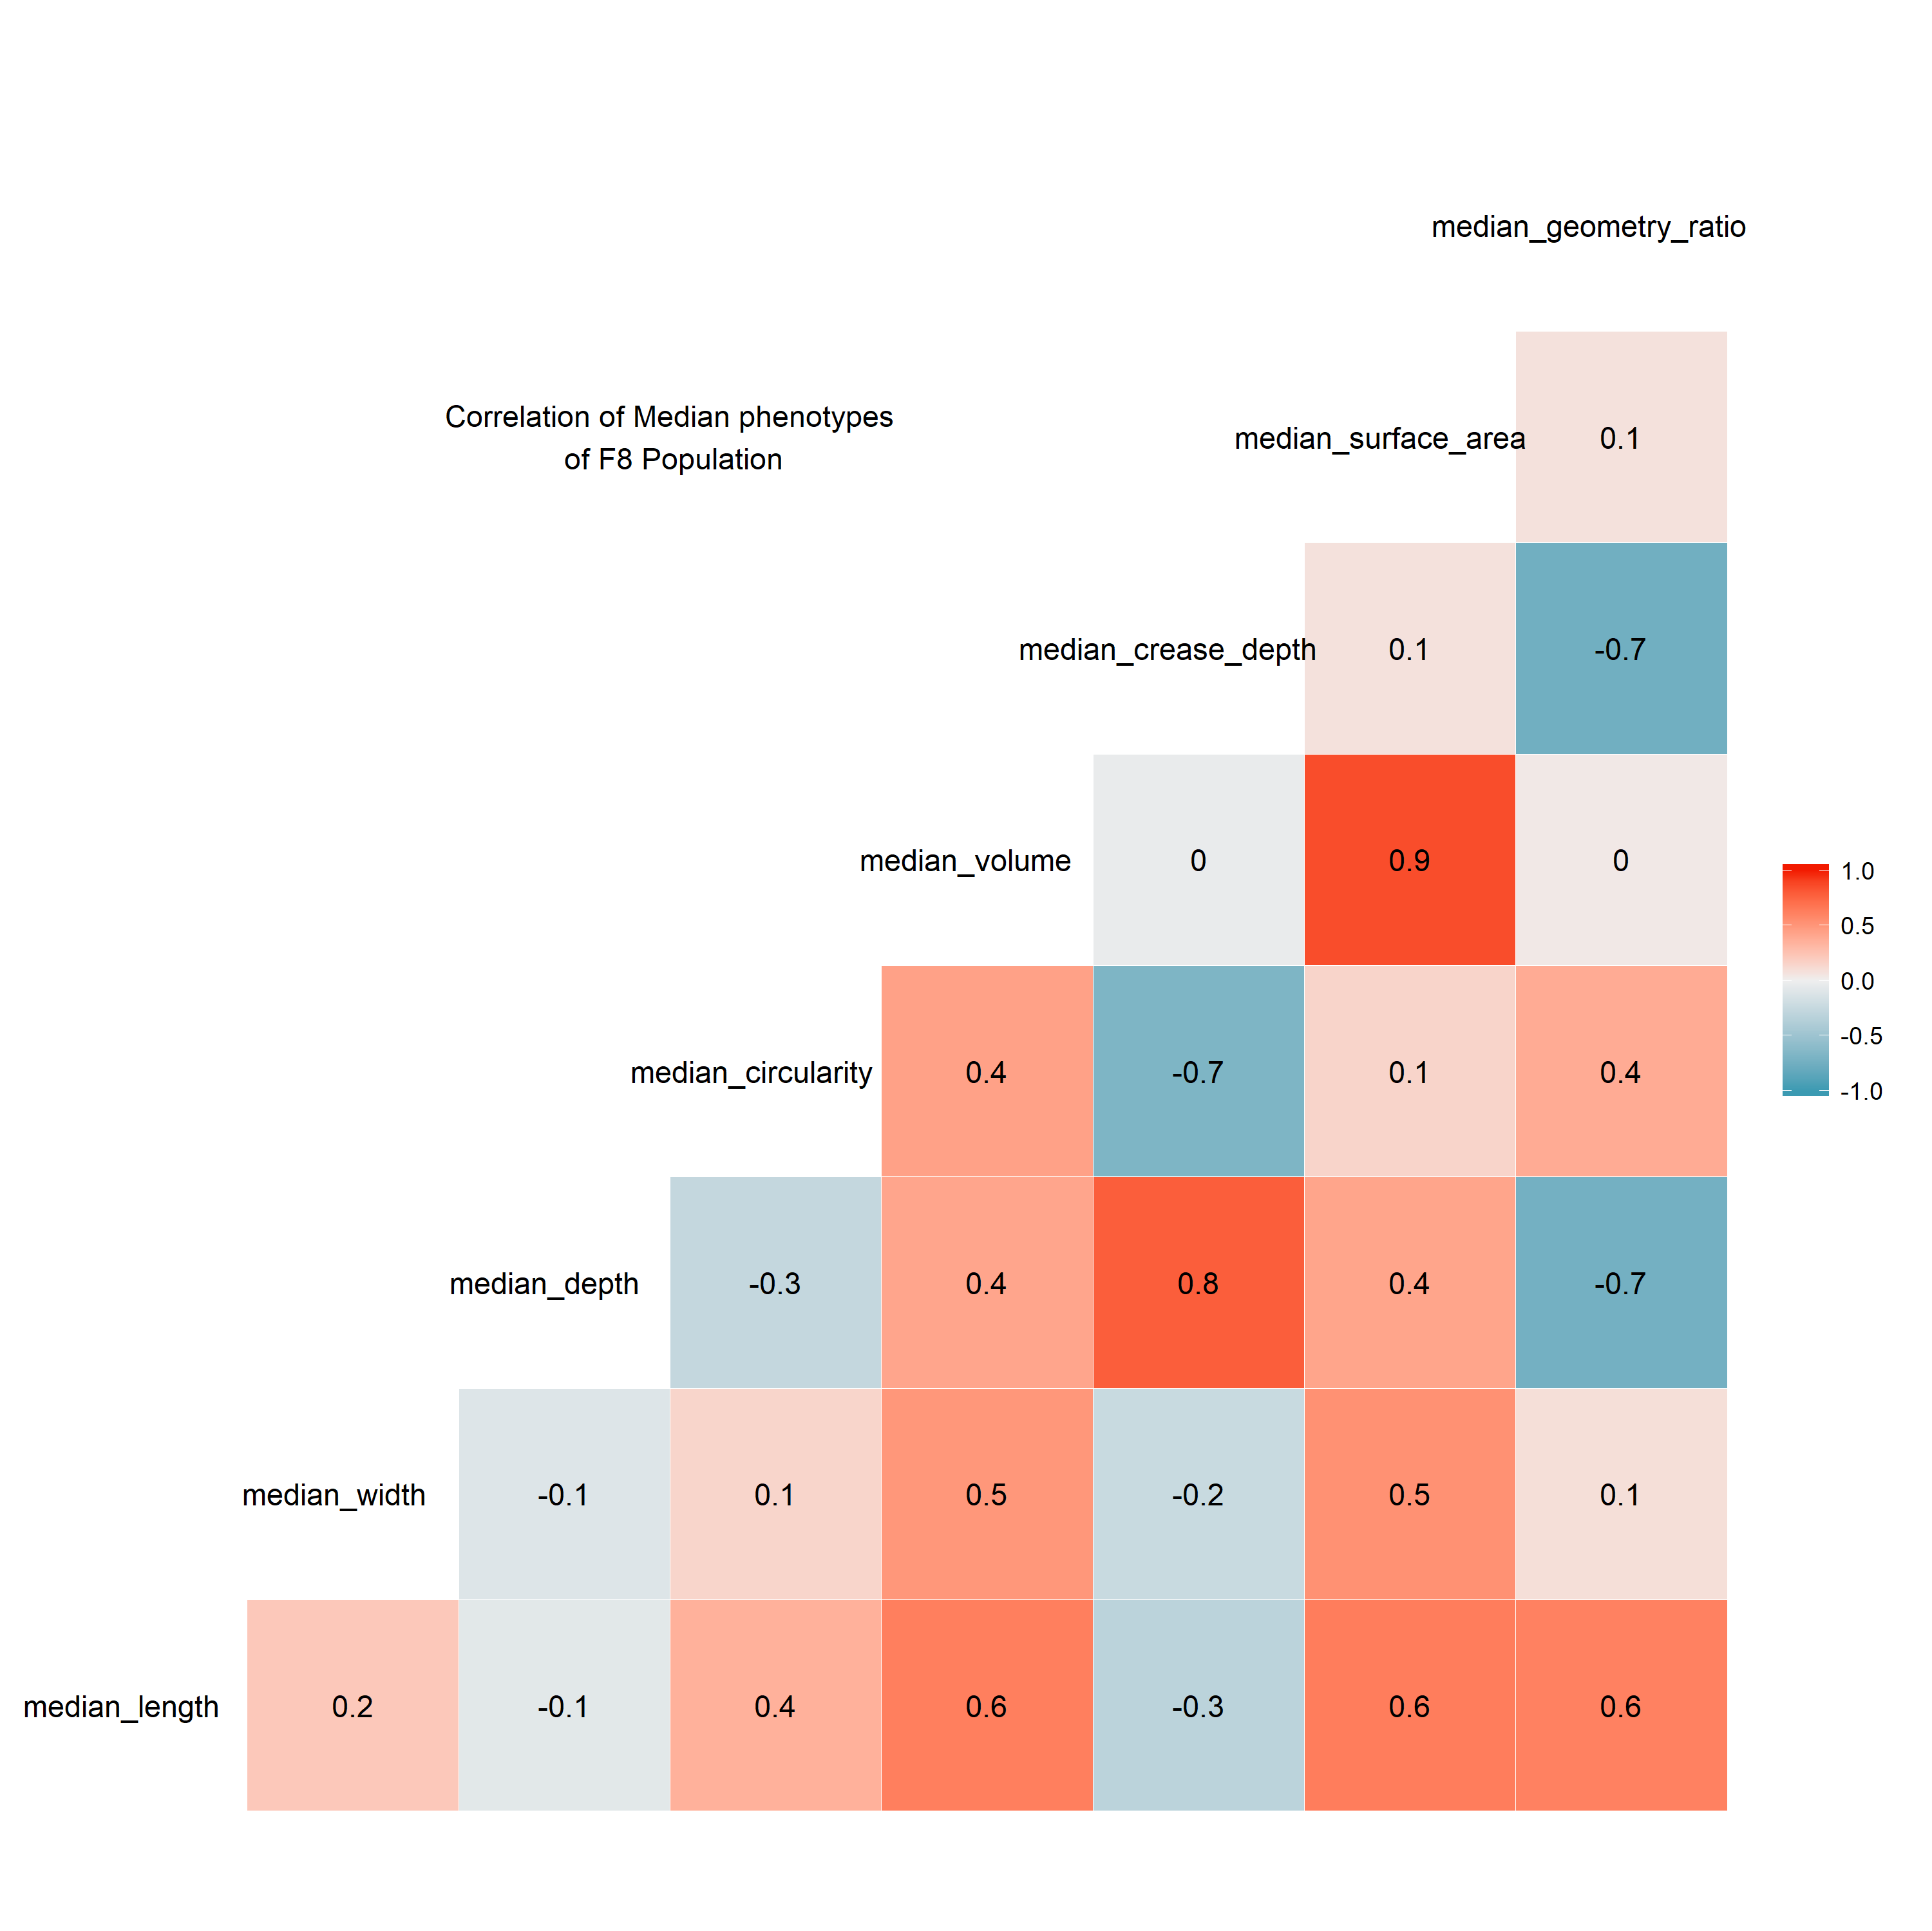 median_geometry_ratio
Correlation of Median phenotypes
of F8 Population
median_surface_area 0.1
median_crease_depth 0.1 -0.7
median_volume 0 0.9 0
median_circularity 0.4 -0.7 0.1 0.4
median_depth -0.3 0.4 0.8 0.4 -0.7
median_width -0.1 0.1 0.5 -0.2 0.5 0.1
median_length 0.2 -0.1 0.4 0.6 -0.3 0.6 0.6
1.0
0.5
0.0
-0.5
-1.0